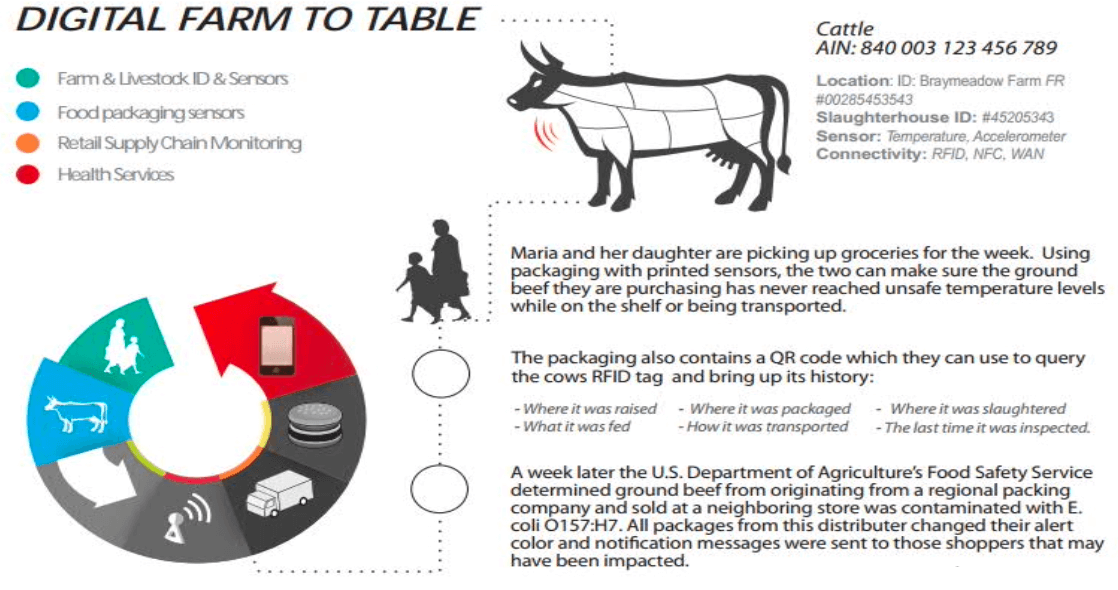 DIGITAL FARM TO TABLE
Farm & Livestock ID & Sensors
Food packaging sensors
Retail Supply Chain Monitoring
Health Services
Cattle
AIN: 840 003 123 456 789
Location: ID: Braymeadow Farm FR
#00285453543
Slaughterhouse ID: #45205343
Sensor: Temperature, Accelerometer
Connectivity: RFID, NFC, WAN
Maria and her daughter are picking up groceries for the week. Using
packaging with printed sensors, the two can make sure the ground
beef they are purchasing has never reached unsafe temperature levels
while on the shelf or being transported.
The packaging also contains a QR code which they can use to query
the cows RFID tag and bring up its history:
- Where it was raised - Where it was packaged - Where it was slaughtered
- What it was fed - How it was transported - The last time it was inspected.
A week later the U.S. Department of Agriculture's Food Safety Service
determined ground beef from originating from a regional packing
company and sold at a neighboring store was contaminated with E.
coli O157:H7. All packages from this distributer changed their alert
color and notification messages were sent to those shoppers that may
have been impacted.